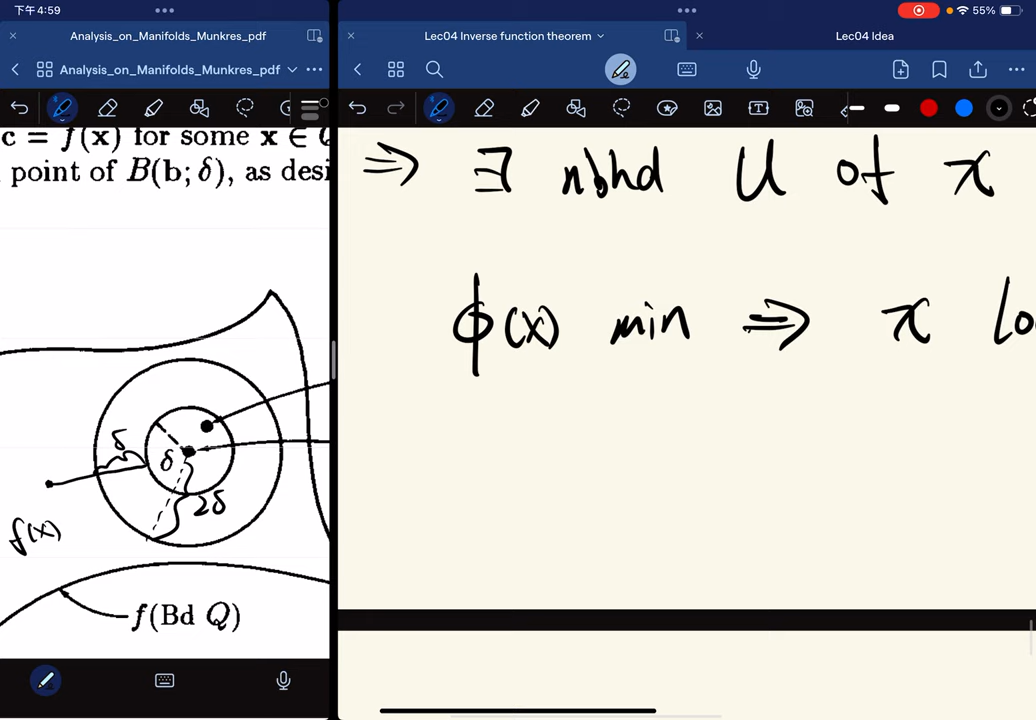 下午4:59
55%
Analysis_on_Manifolds_Munkres_pdf
Lec04 Inverse function theorem
Lec04 Idea
Analysis_on_Manifolds_Munkres_pdf
c = f(x) for some x ∈
point of B(b; δ), as desi
⇒ ∃ nbhd U of x
ϕ(x) min ⇒ x lo
δ
δ
2δ
f(x)
f(Bd Q)